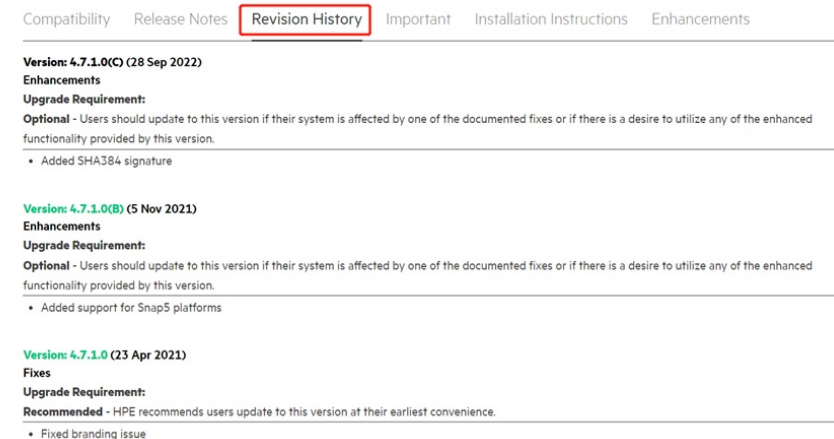 Compatibility Release Notes Revision History Important Installation Instructions Enhancements
Version: 4.7.1.0(C) (28 Sep 2022)
Enhancements
Upgrade Requirement:
Optional - Users should update to this version if their system is affected by one of the documented fixes or if there is a desire to utilize any of the enhanced
functionality provided by this version.
• Added SHA384 signature
Version: 4.7.1.0(B) (5 Nov 2021)
Enhancements
Upgrade Requirement:
Optional - Users should update to this version if their system is affected by one of the documented fixes or if there is a desire to utilize any of the enhanced
functionality provided by this version.
• Added support for Snap5 platforms
Version: 4.7.1.0 (23 Apr 2021)
Fixes
Upgrade Requirement:
Recommended - HPE recommends users update to this version at their earliest convenience.
• Fixed branding issue